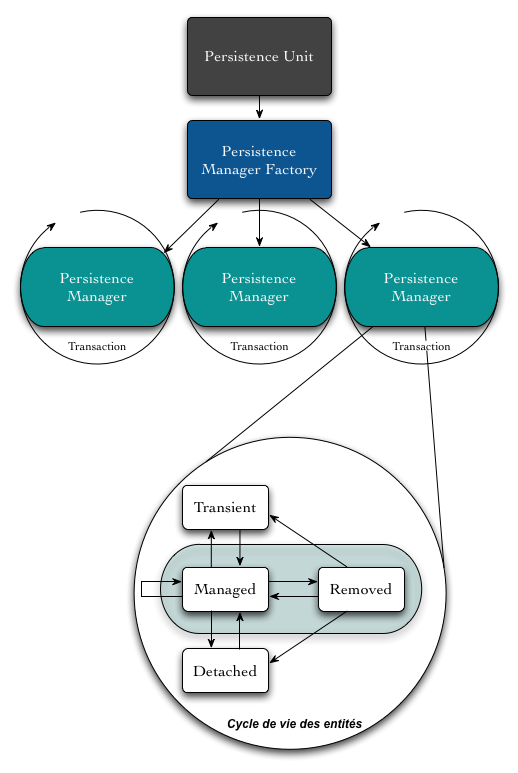 Persistence Unit
Persistence
Manager Factory
Persistence
Manager
Persistence
Manager
Persistence
Manager
Transaction
Transaction
Transaction
Transient
Managed
Removed
Detached
Cycle de vie des entités